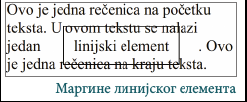 Ovo je jedna rečenica na početku
teksta. U ovom tekstu se nalazi
jedan linijski element . Ovo
je jedna rečenica na kraju teksta.
Маргине линијског елемента